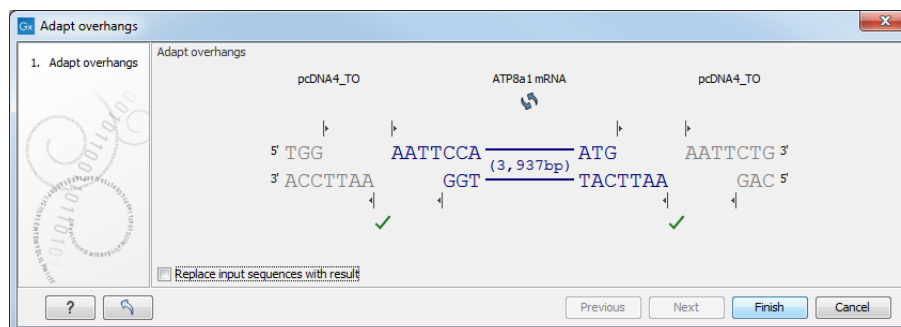 Gx Adapt overhangs
1. Adapt overhangs
Adapt overhangs
pcDNA4_TO ATP8a1 mRNA pcDNA4_TO
5' TGG AATTCCA ATG AATTCTG 3'
(3,937bp)
3' ACCTTAA GGT TACTTAA GAC 5'
Replace input sequences with result
? Previous Next Finish Cancel